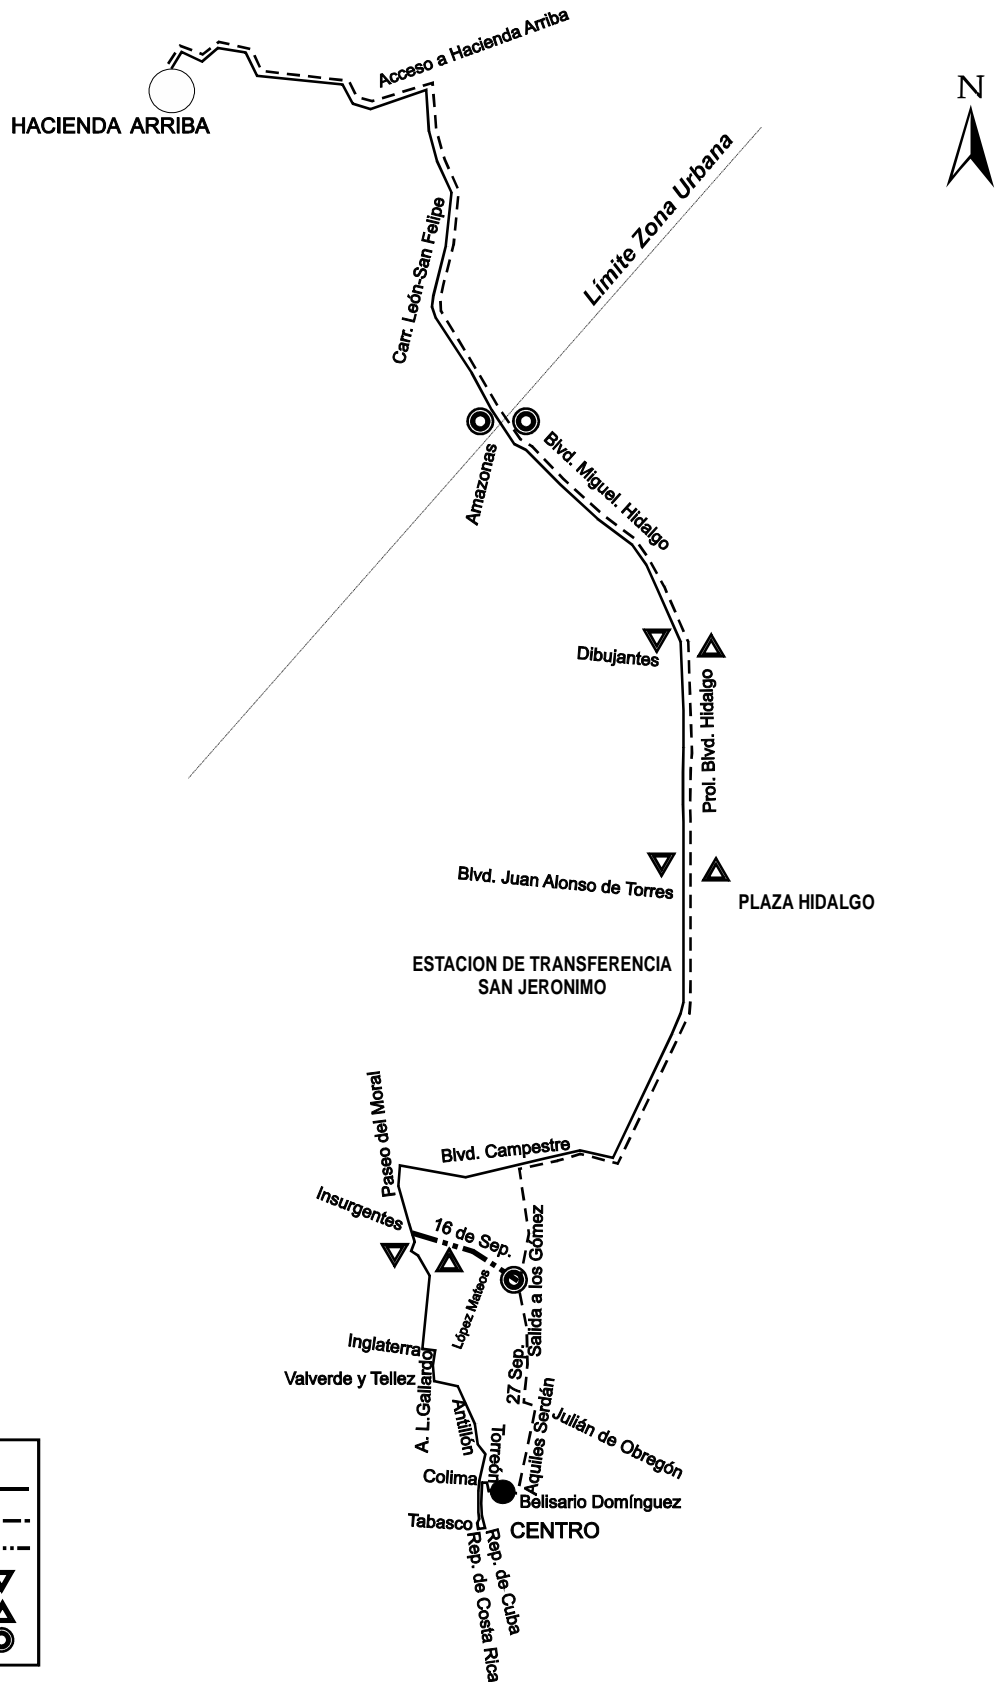 Acceso a Hacienda Arriba
N
HACIENDA ARRIBA
Límite Zona Urbana
Carr. León-San Felipe
Amazonas
Blvd. Miguel. Hidalgo
Dibujantes
Prol. Blvd. Hidalgo
Blvd. Juan Alonso de Torres
PLAZA HIDALGO
ESTACION DE TRANSFERENCIA
SAN JERONIMO
Paseo del Moral
Blvd. Campestre
Insurgentes
16 de Sep.
Salida a los Gómez
López Mateos
Inglaterra
27 Sep.
Valverde y Tellez
A. L.Gallardo
Antillón
Torreón
Aquiles Serdán
Julián de Obregón
Colima
Belisario Domínguez
Tabasco
CENTRO
Rep. de Cuba
Rep. de Costa Rica